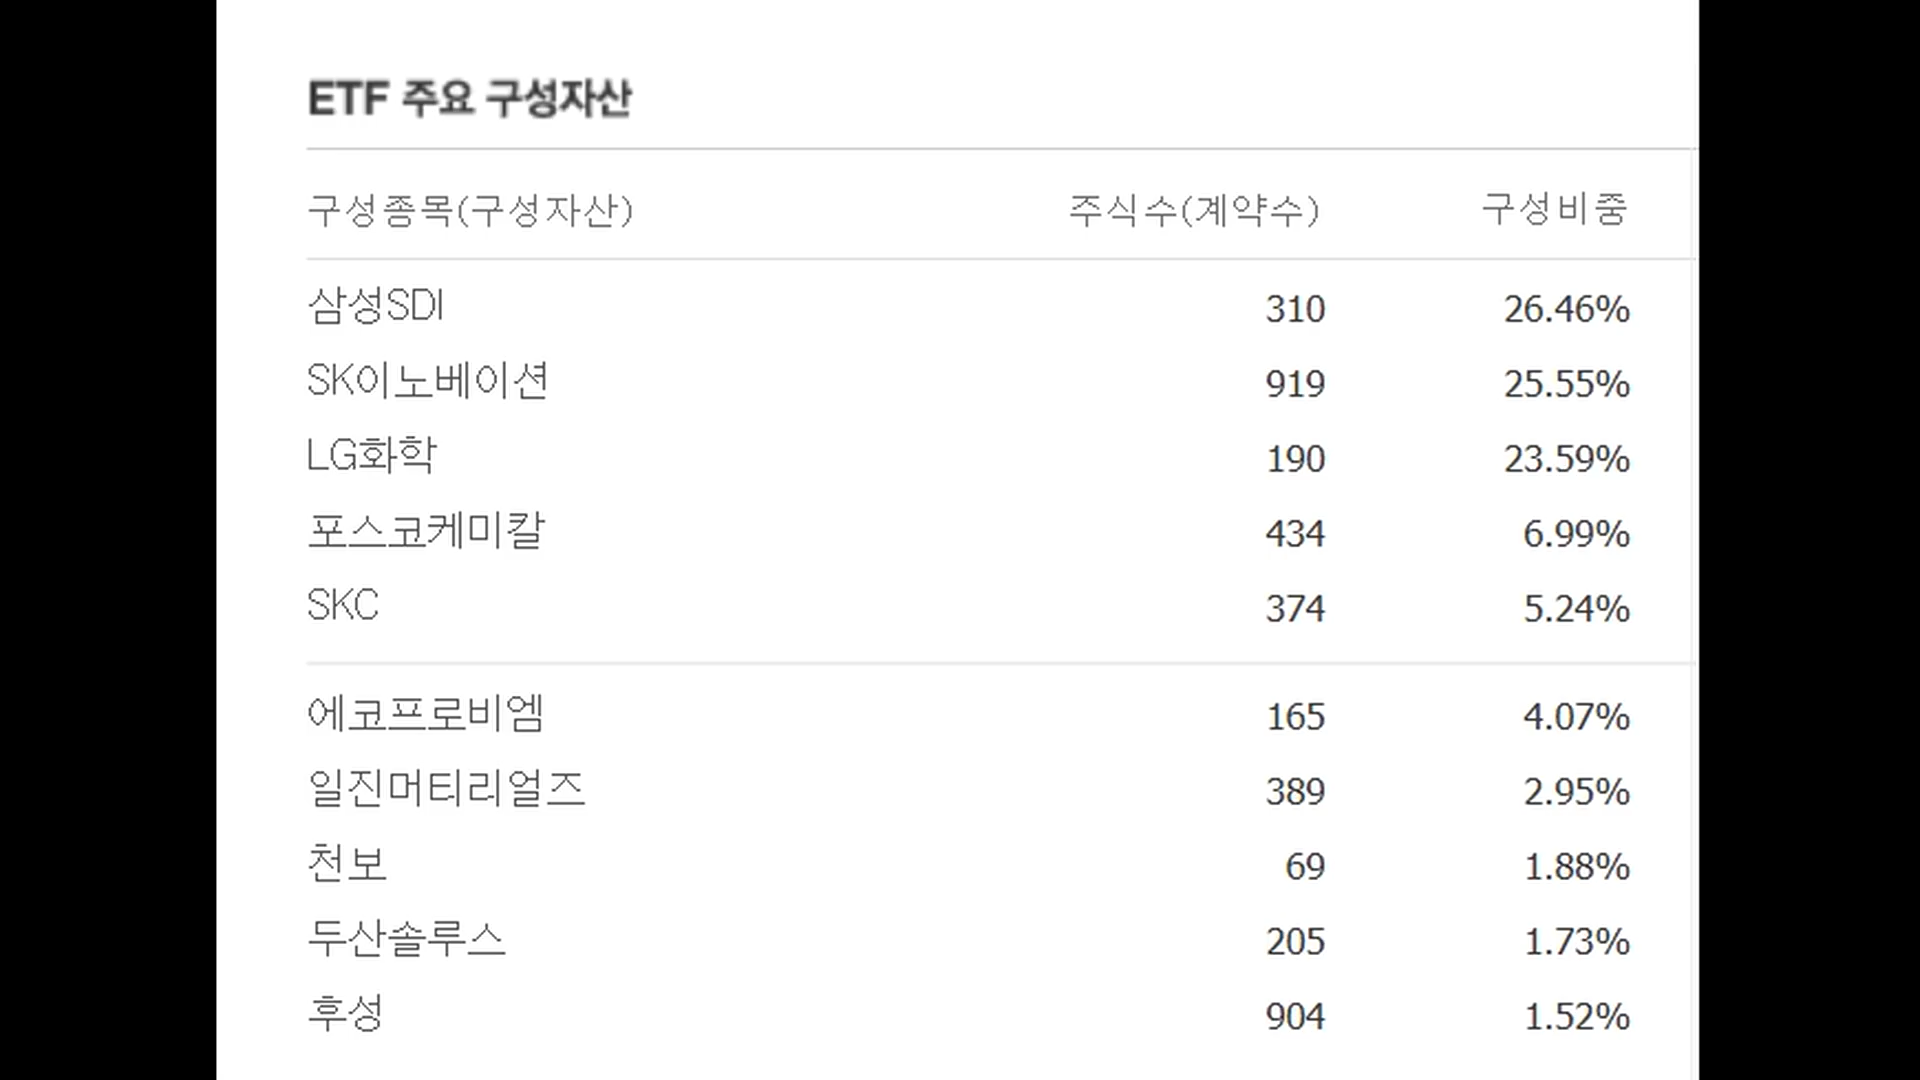 ETF 주요 구성자산
구성종목(구성자산) 주식수(계약수) 구성비중
삼성SDI 310 26.46%
SK이노베이션 919 25.55%
LG화학 190 23.59%
포스코케미칼 434 6.99%
SKC 374 5.24%
에코프로비엠 165 4.07%
일진머티리얼즈 389 2.95%
천보 69 1.88%
두산솔루스 205 1.73%
후성 904 1.52%